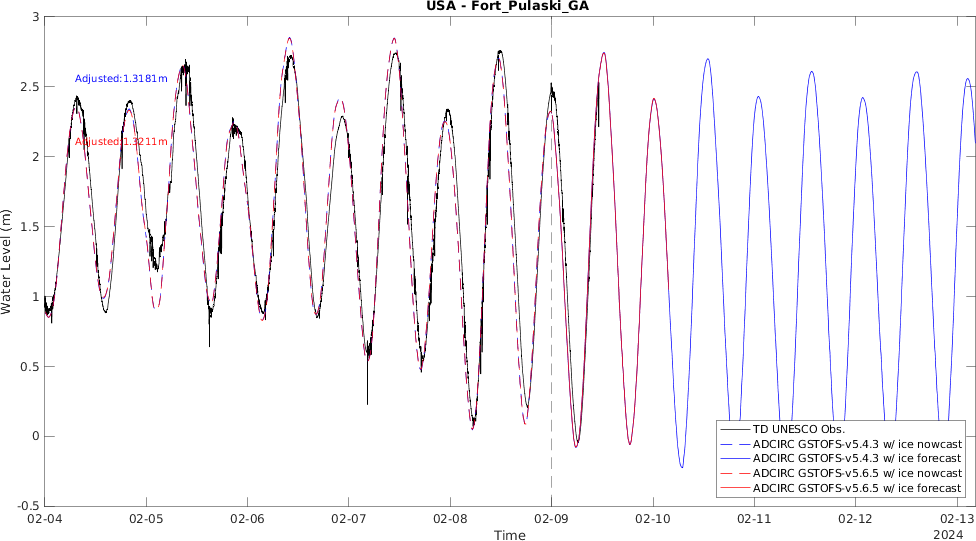 USA - Fort_Pulaski_GA
3
2.5
2
1.5
1
0.5
0
-0.5
Water Level (m)
Adjusted:1.3181m
Adjusted:1.3211m
TD UNESCO Obs.
ADCIRC GSTOFS-v5.4.3 w/ ice nowcast
ADCIRC GSTOFS-v5.4.3 w/ ice forecast
ADCIRC GSTOFS-v5.6.5 w/ ice nowcast
ADCIRC GSTOFS-v5.6.5 w/ ice forecast
02-04 02-05 02-06 02-07 02-08 02-09 02-10 02-11 02-12 02-13
Time
2024